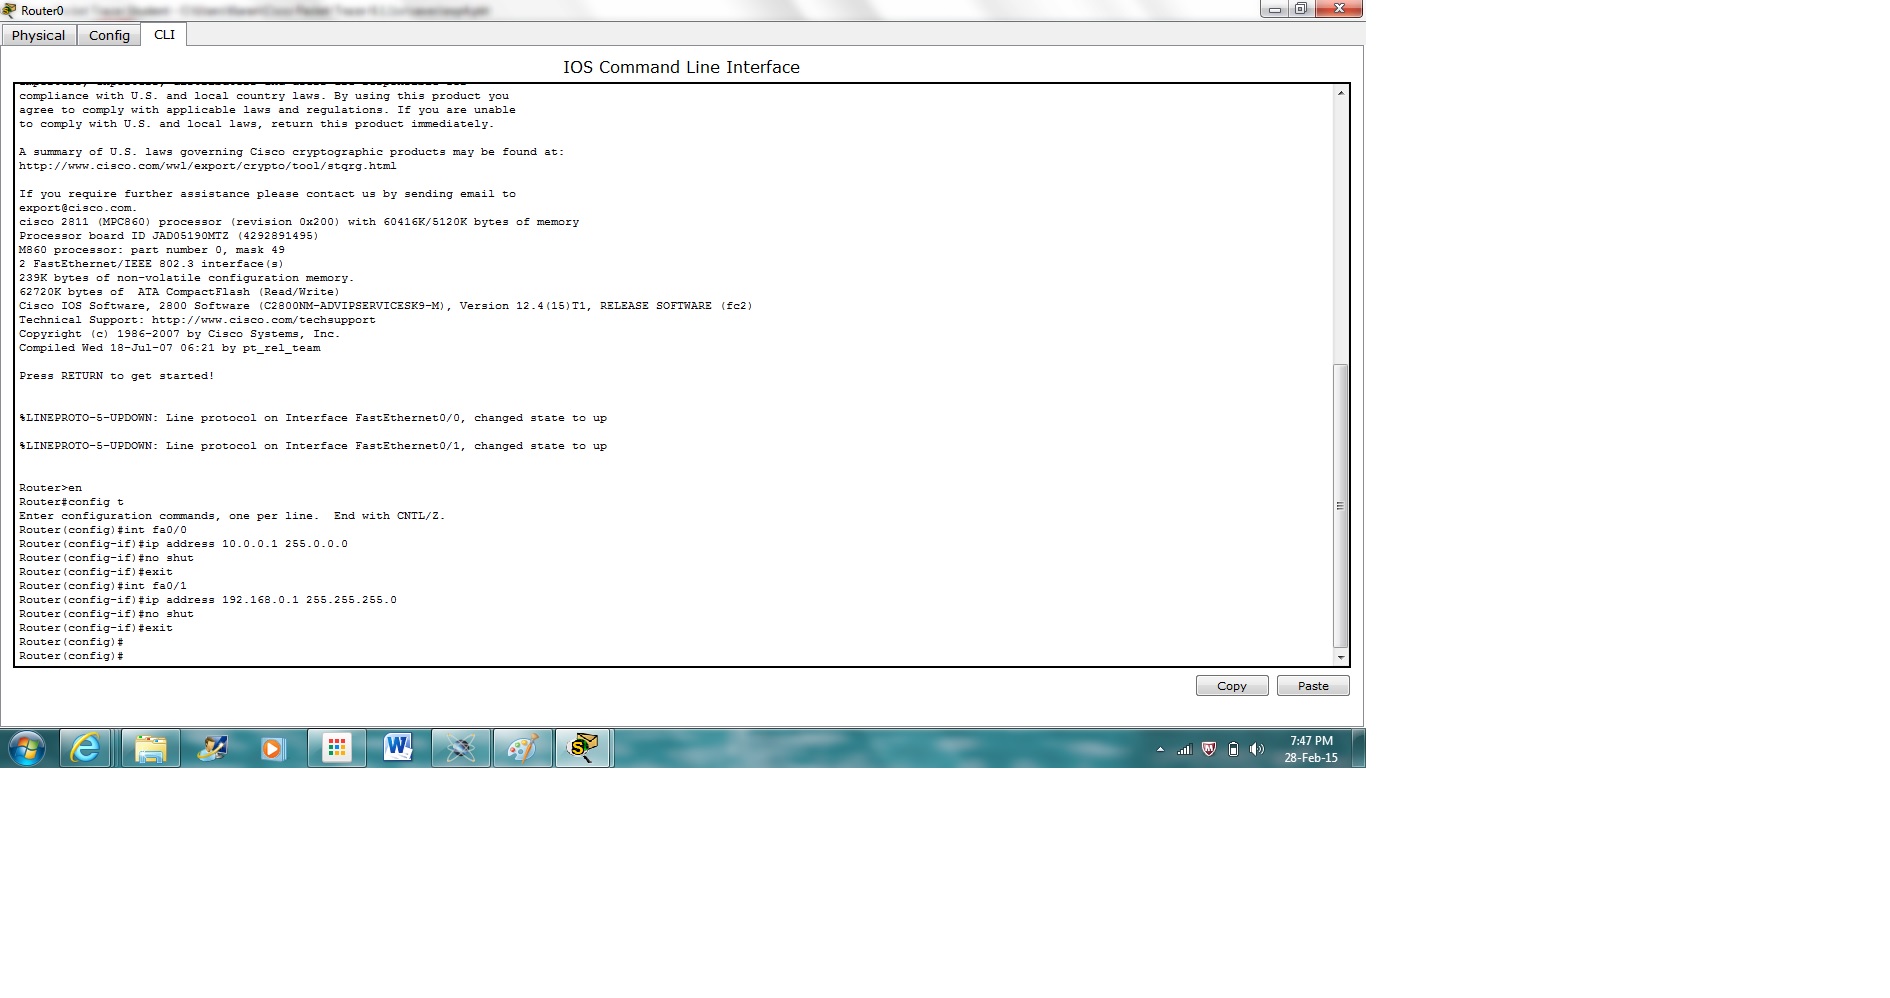 Router0
Physical Config CLI
IOS Command Line Interface
compliance with U.S. and local country laws. By using this product you
agree to comply with applicable laws and regulations. If you are unable
to comply with U.S. and local laws, return this product immediately.
A summary of U.S. laws governing Cisco cryptographic products may be found at:
http://www.cisco.com/wwl/export/crypto/tool/stqrg.html
If you require further assistance please contact us by sending email to
export@cisco.com.
cisco 2811 (MPC860) processor (revision 0x200) with 60416K/5120K bytes of memory
Processor board ID JAD05190MTZ (4292891495)
M860 processor: part number 0, mask 49
2 FastEthernet/IEEE 802.3 interface(s)
239K bytes of non-volatile configuration memory.
62720K bytes of  ATA CompactFlash (Read/Write)
Cisco IOS Software, 2800 Software (C2800NM-ADVIPSERVICESK9-M), Version 12.4(15)T1, RELEASE SOFTWARE (fc2)
Technical Support: http://www.cisco.com/techsupport
Copyright (c) 1986-2007 by Cisco Systems, Inc.
Compiled Wed 18-Jul-07 06:21 by pt_rel_team
Press RETURN to get started!
%LINEPROTO-5-UPDOWN: Line protocol on Interface FastEthernet0/0, changed state to up
%LINEPROTO-5-UPDOWN: Line protocol on Interface FastEthernet0/1, changed state to up
Router>en
Router#config t
Enter configuration commands, one per line.  End with CNTL/Z.
Router(config)#int fa0/0
Router(config-if)#ip address 10.0.0.1 255.0.0.0
Router(config-if)#no shut
Router(config-if)#exit
Router(config)#int fa0/1
Router(config-if)#ip address 192.168.0.1 255.255.255.0
Router(config-if)#no shut
Router(config-if)#exit
Router(config)#
Router(config)#
Copy Paste
7:47 PM
28-Feb-15